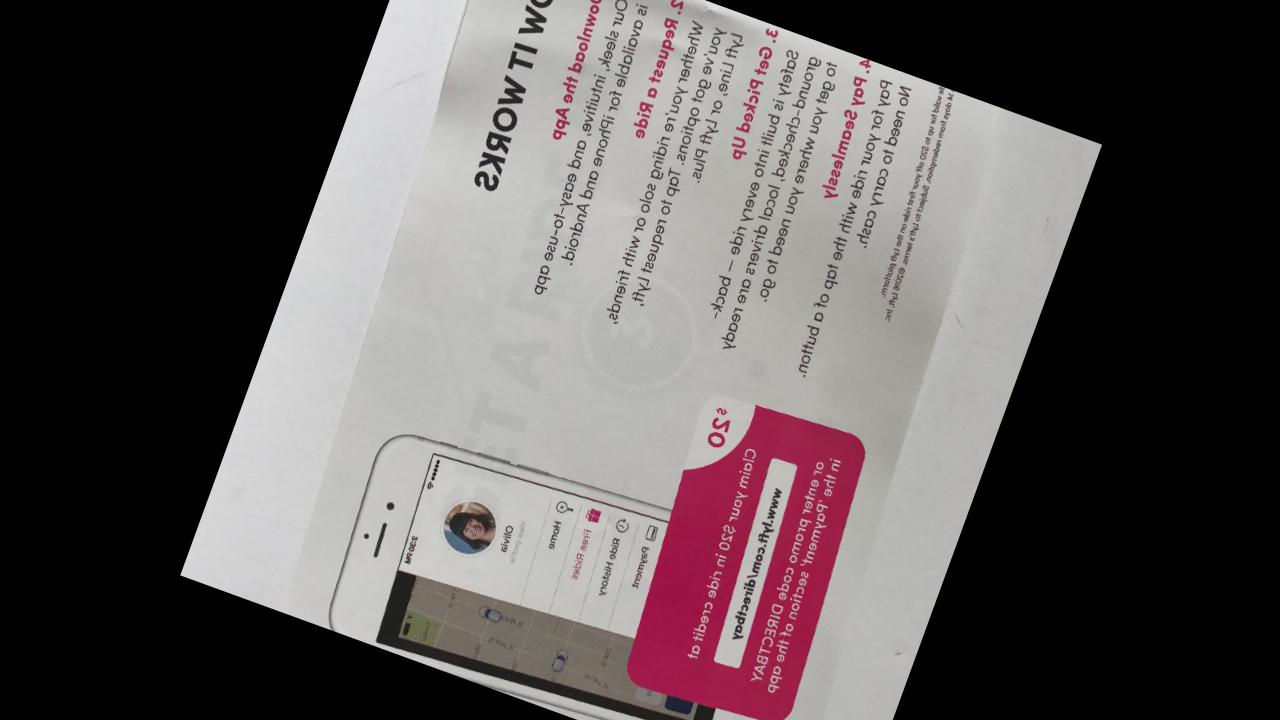 OW IT WORKS
ownload the App
Our sleek, intuitive, and easy-to-use app
is available for iPhone and Android.
2. Request a Ride
Whether you're riding solo or with friends,
you've got options. Tap to request Lyft,
Lyft Line, or Lyft Plus.
3. Get Picked Up
Safety is built into every ride — back-
ground-checked, local drivers are ready
to get you where you need to go.
4. Pay Seamlessly
Pay for your ride with the tap of a button.
No need to carry cash.
valid for up to $20 off your first ride on the Lyft platform.
days from redemption. Subject to Lyft's terms. © 2016 Lyft, Inc.
$20
Claim your $20 in ride credit at
www.lyft.com/directbay
or enter promo code DIRECTBAY
in the 'payment' section of the app
2:30 PM
Olivia
View profile
Home
Free Rides
Ride History
Payment
3